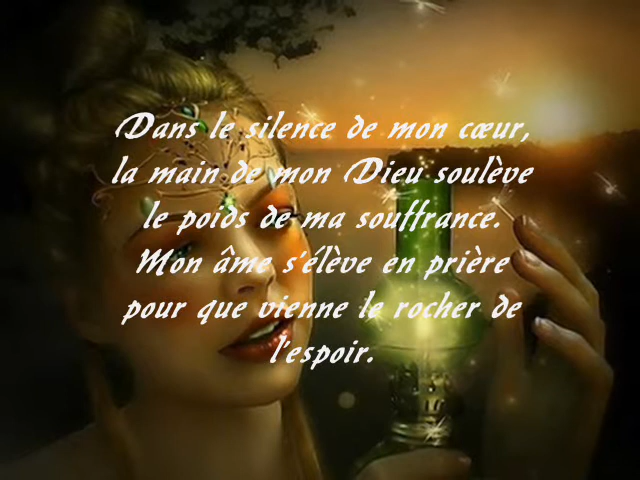 Dans le silence de mon cœur,
la main de mon Dieu soulève
le poids de ma souffrance.
Mon âme s'élève en prière
pour que vienne le rocher de
l'espoir.